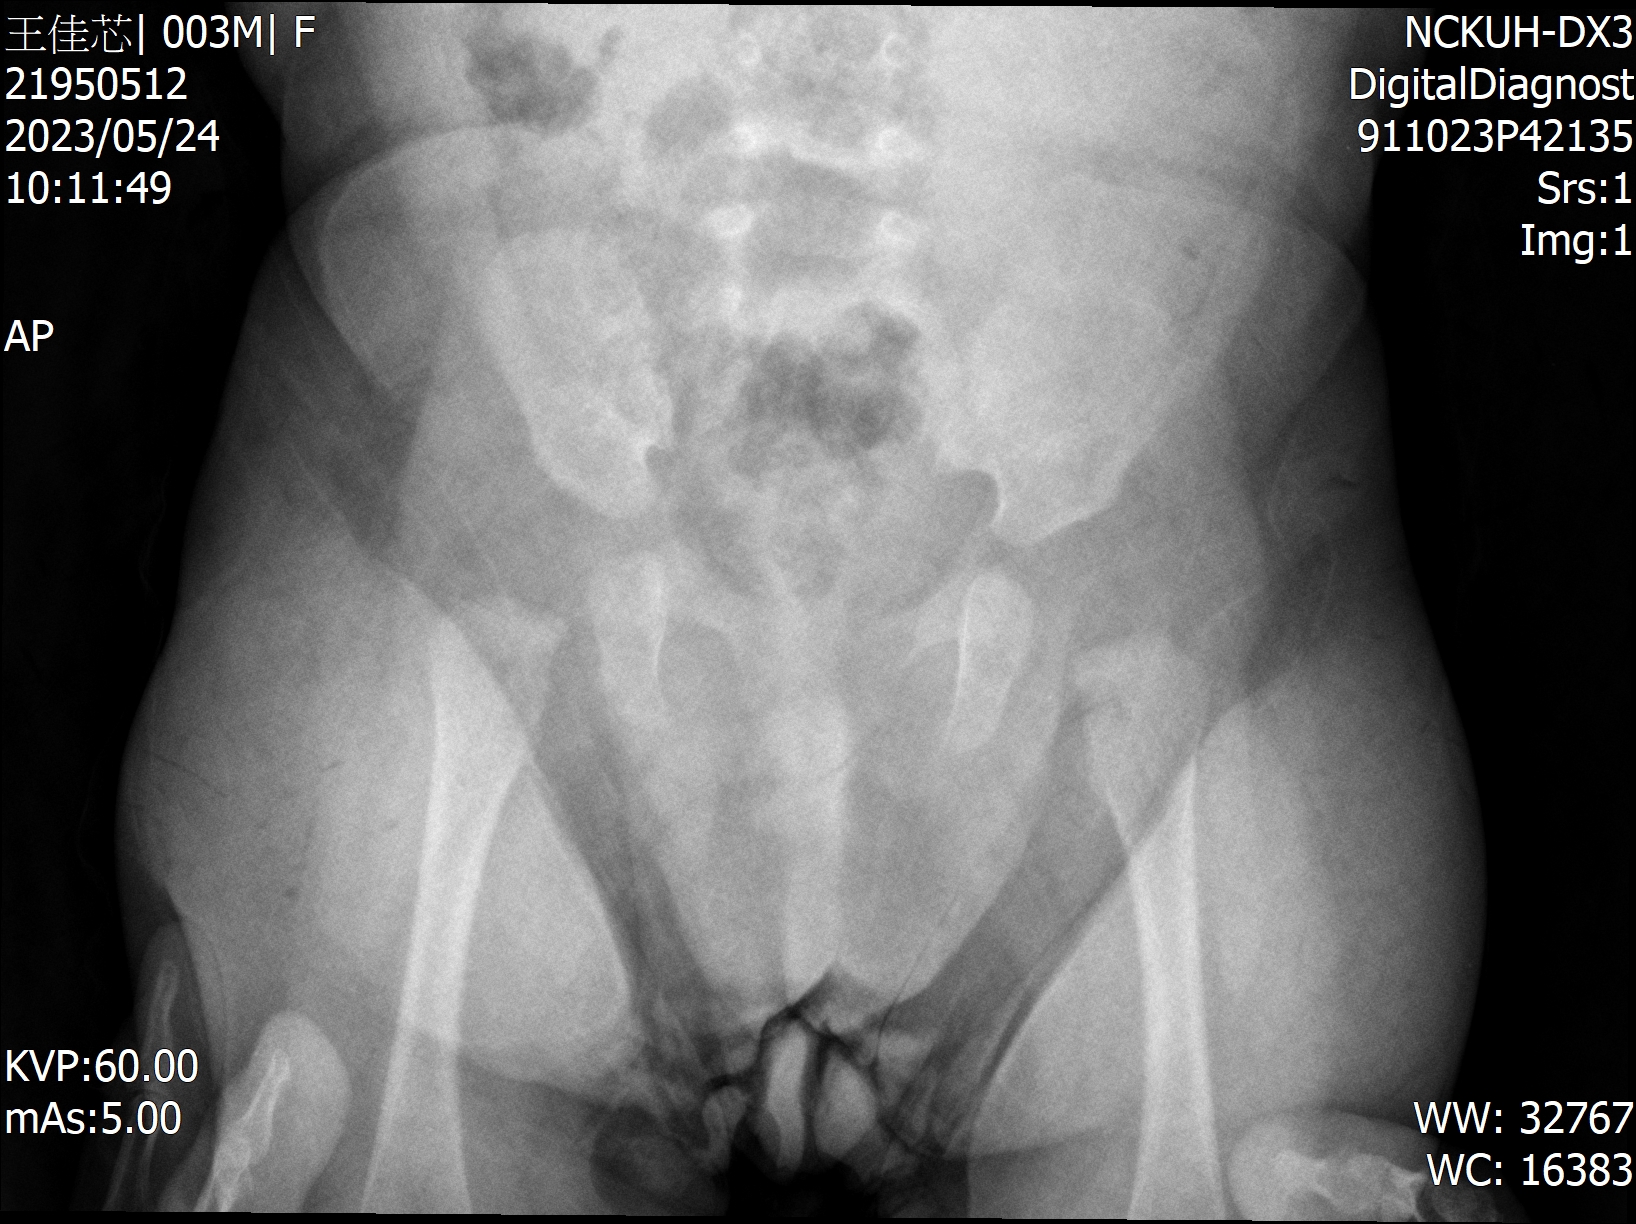 王佳芯| 003M| F
21950512
2023/05/24
10:11:49
AP
KVP:60.00
mAs:5.00
NCKUH-DX3
DigitalDiagnost
911023P42135
Srs:1
Img:1
WW: 32767
WC: 16383